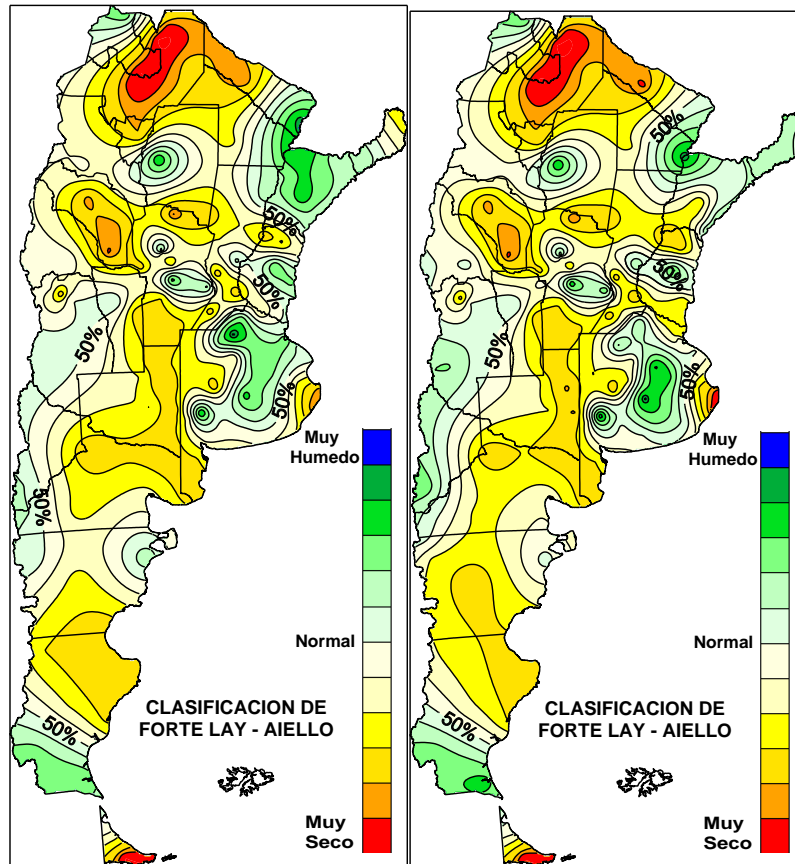 50%
50%
50%
50%
50%
Muy
Humedo
Normal
CLASIFICACION DE
FORTE LAY - AIELLO
Muy
Seco
50%
50%
50%
50%
50%
Muy
Humedo
Normal
CLASIFICACION DE
FORTE LAY - AIELLO
Muy
Seco